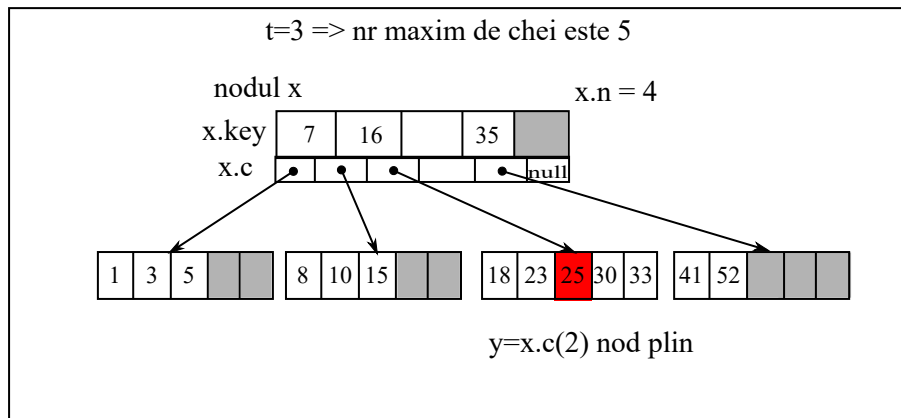 t=3 => nr maxim de chei este 5
nodul x
x.n = 4
x.key 7 16 35
x.c null
1 3 5 8 10 15 18 23 25 30 33 41 52
y=x.c(2) nod plin